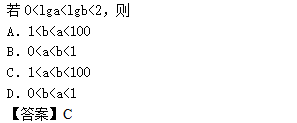 若 0<lga<lgb<2，则
A．1<b<a<100
B．0<a<b<1
C．1<a<b<100
D．0<b<a<1
【答案】C